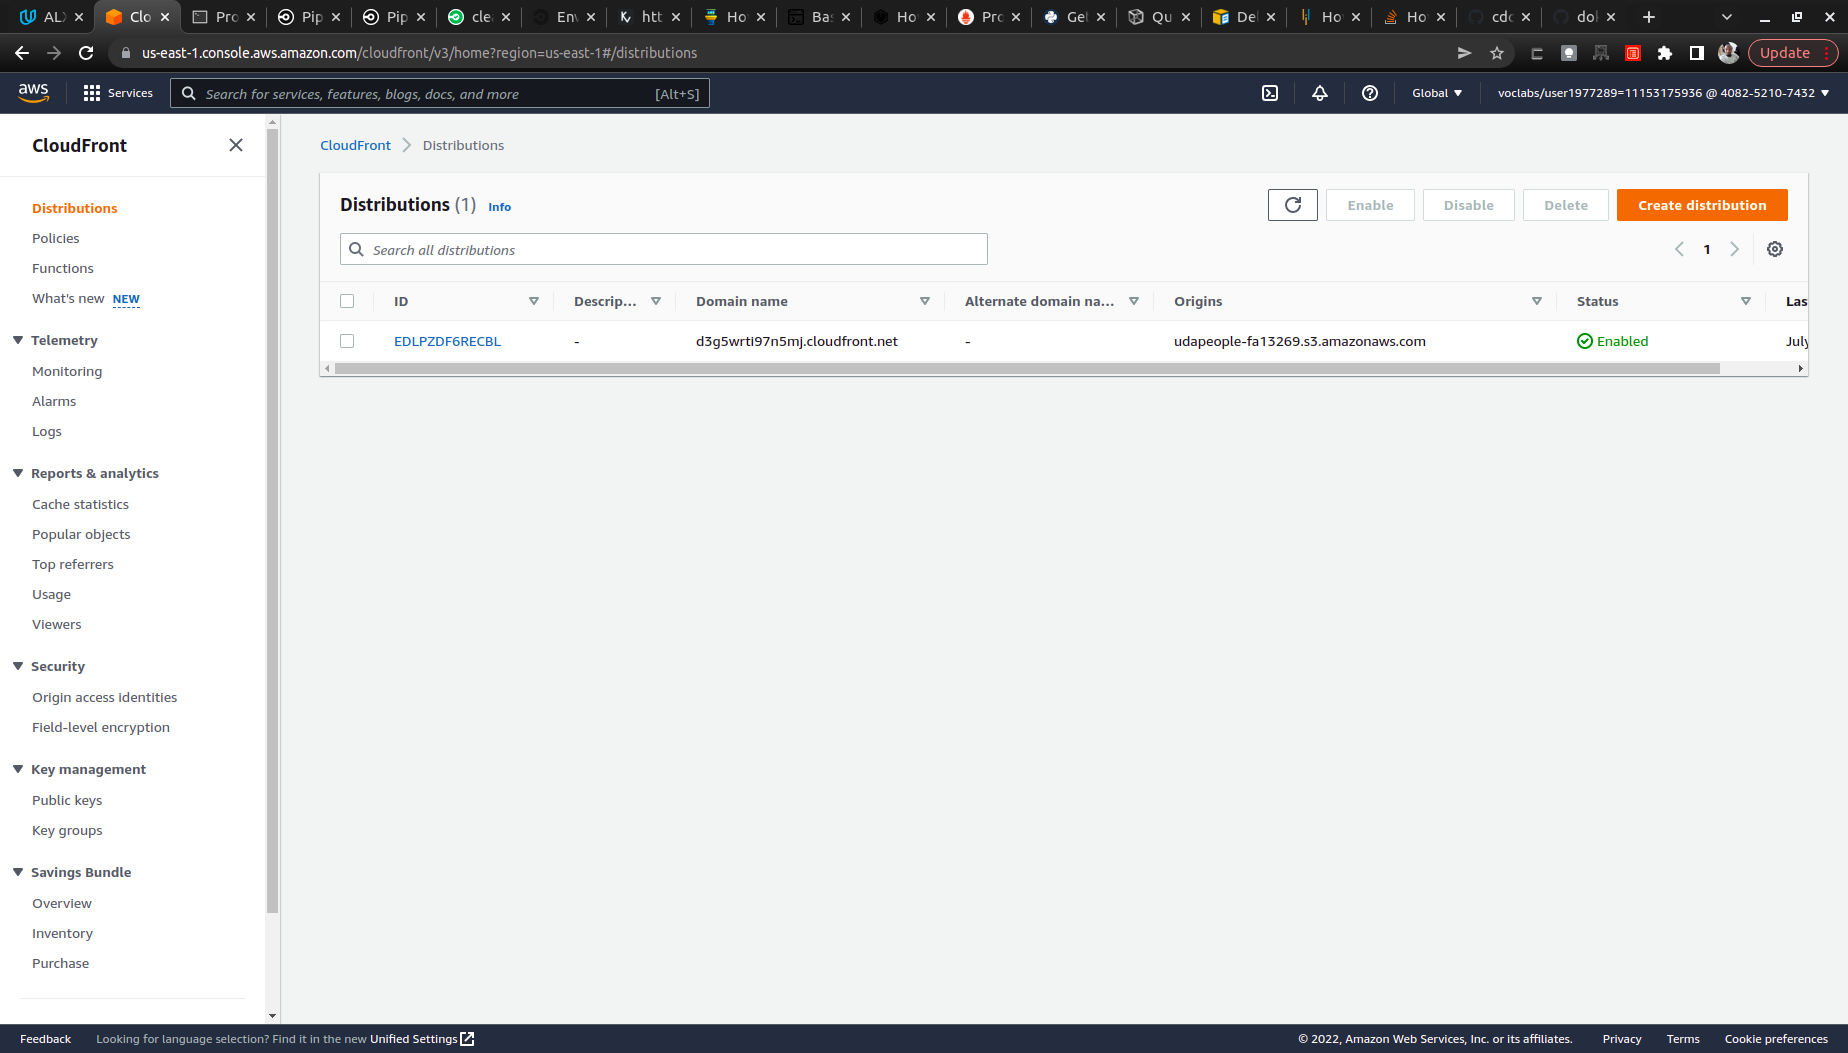 ALX
Clo
Pro
Pip
Pip
clea
Env
htt
Ho
Bas
Ho
Pro
Get
Qu
Del
Ho
Ho
cdc
dok
us-east-1.console.aws.amazon.com/cloudfront/v3/home?region=us-east-1#/distributions
Update
aws
Services
Search for services, features, blogs, docs, and more
[Alt+S]
Global
voclabs/user1977289=11153175936 @ 4082-5210-7432
CloudFront
Distributions
Policies
Functions
What's new NEW
Telemetry
Monitoring
Alarms
Logs
Reports & analytics
Cache statistics
Popular objects
Top referrers
Usage
Viewers
Security
Origin access identities
Field-level encryption
Key management
Public keys
Key groups
Savings Bundle
Overview
Inventory
Purchase
CloudFront
Distributions
Distributions (1) Info
Enable
Disable
Delete
Create distribution
Search all distributions
1
ID
Descrip...
Domain name
Alternate domain na...
Origins
Status
Las
EDLPZDF6RECBL
-
d3g5wrti97n5mj.cloudfront.net
-
udapeople-fa13269.s3.amazonaws.com
Enabled
July
Feedback
Looking for language selection? Find it in the new Unified Settings
© 2022, Amazon Web Services, Inc. or its affiliates.
Privacy
Terms
Cookie preferences